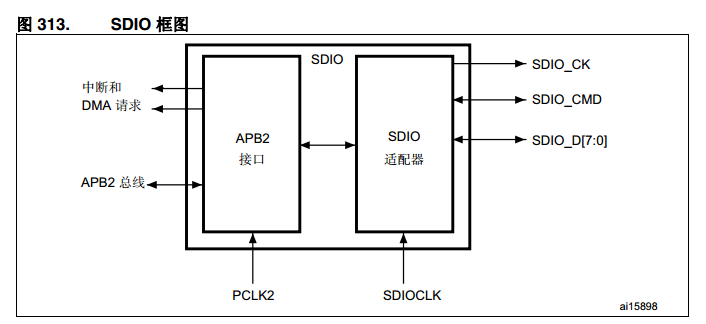 图 313. SDIO 框图
SDIO
SDIO_CK
中断和
DMA 请求
SDIO_CMD
APB2
接口
SDIO
适配器
SDIO_D[7:0]
APB2 总线
PCLK2
SDIOCLK
ai15898